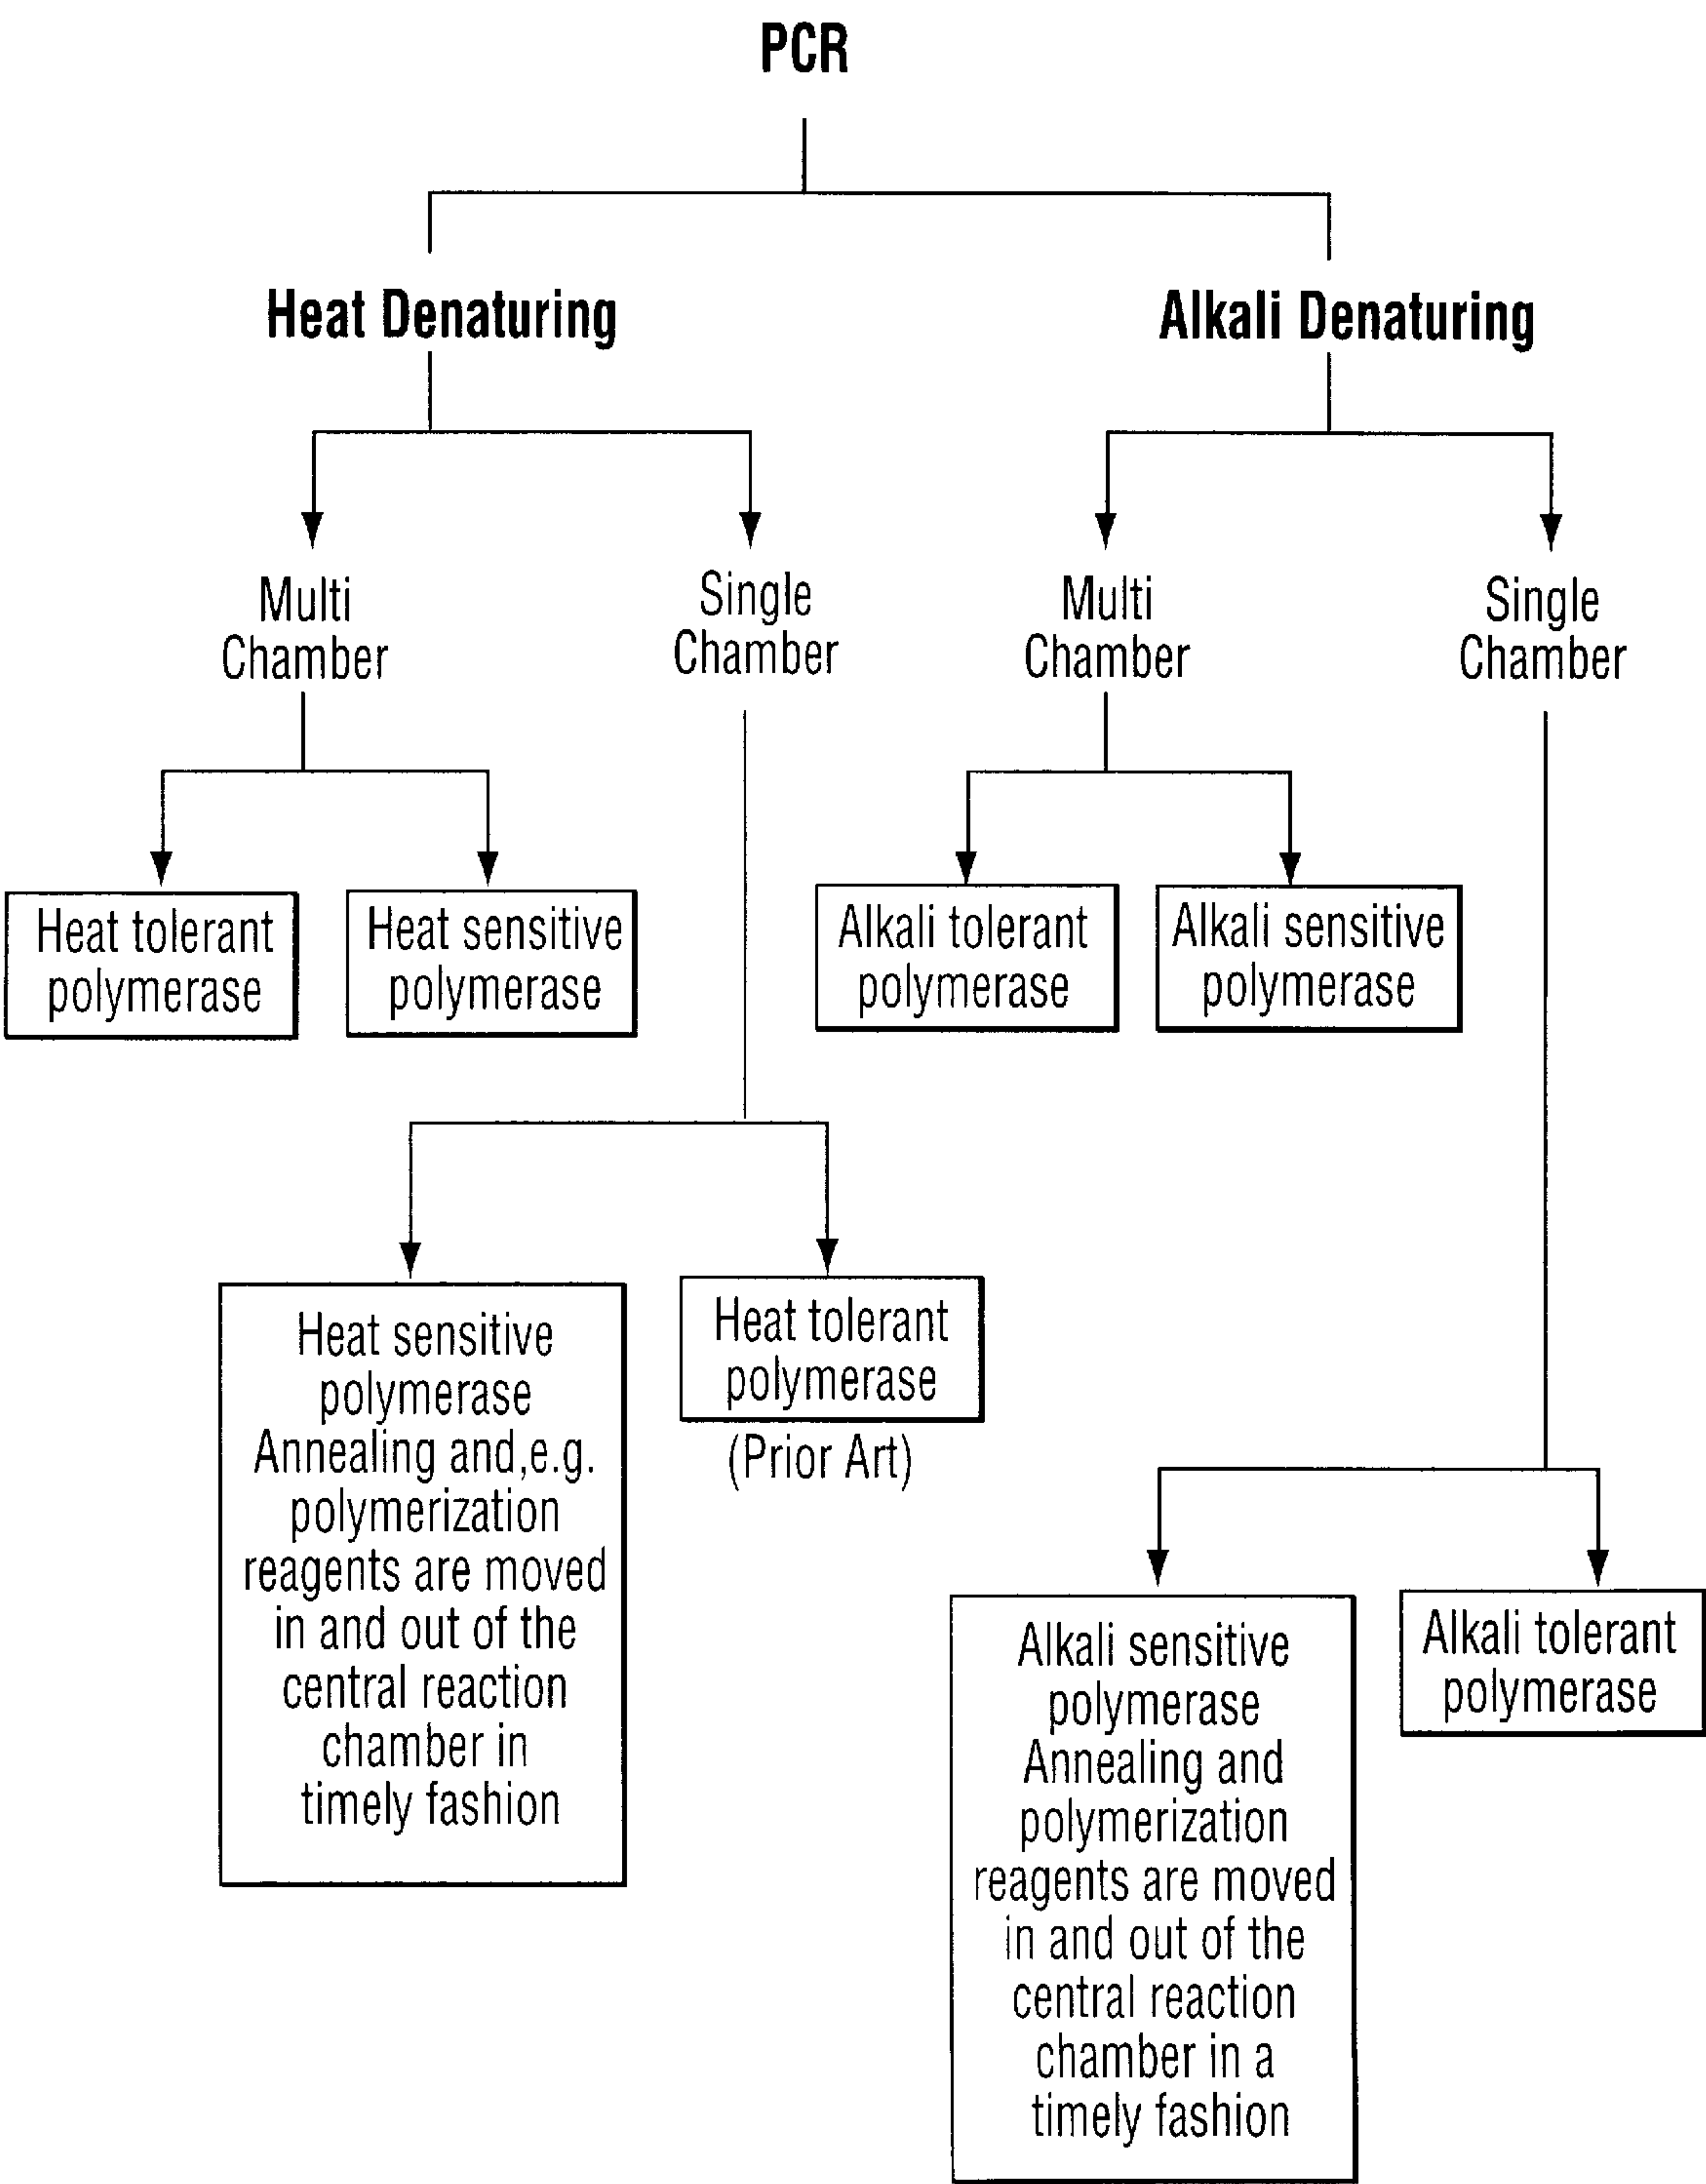 PCR
Heat Denaturing
Alkali Denaturing
Multi
Chamber
Single
Chamber
Multi
Chamber
Single
Chamber
Heat tolerant
polymerase
Heat sensitive
polymerase
Alkali tolerant
polymerase
Alkali sensitive
polymerase
Heat sensitive
polymerase
Annealing and,e.g.
polymerization
reagents are moved
in and out of the
central reaction
chamber in
timely fashion
Heat tolerant
polymerase
(Prior Art)
Alkali sensitive
polymerase
Annealing and
polymerization
reagents are moved
in and out of the
central reaction
chamber in a
timely fashion
Alkali tolerant
polymerase